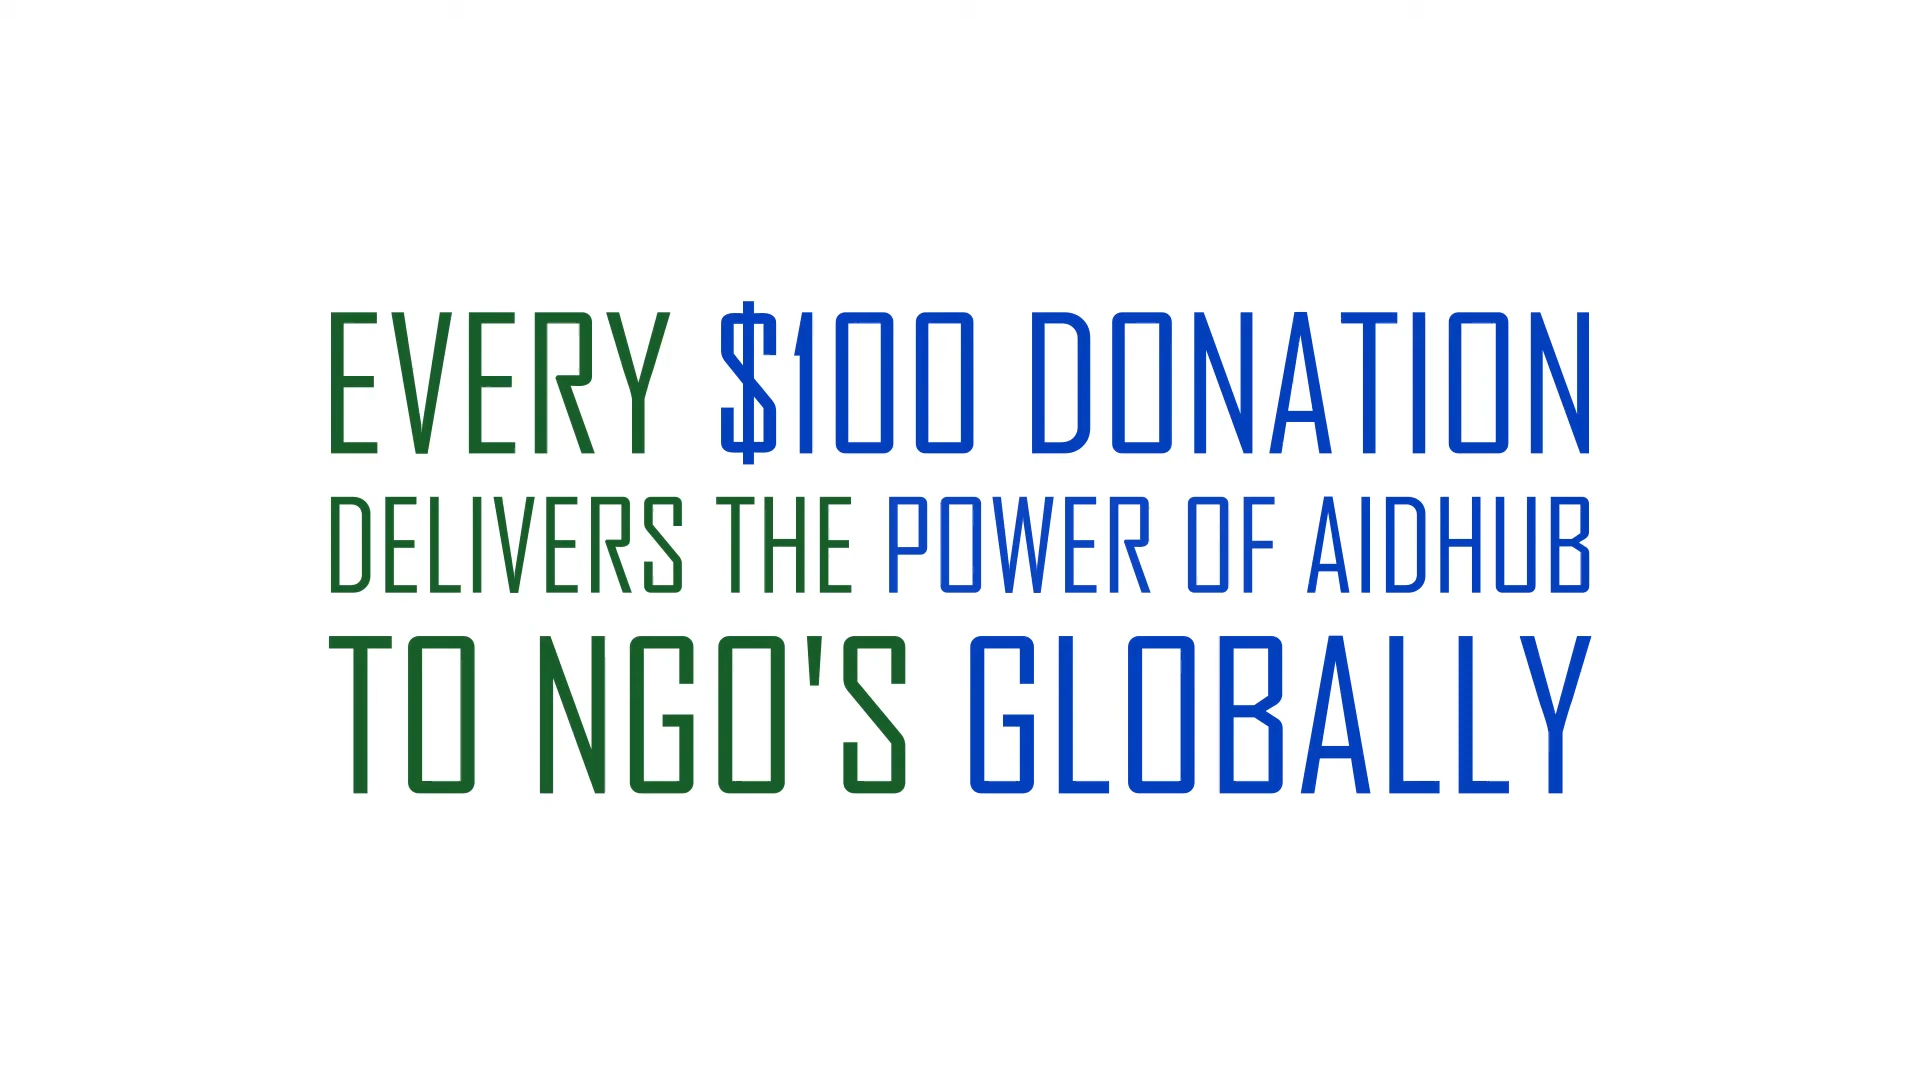 EVERY $100 DONATION
DELIVERS THE POWER OF AIDHUB
TO NGO'S GLOBALLY